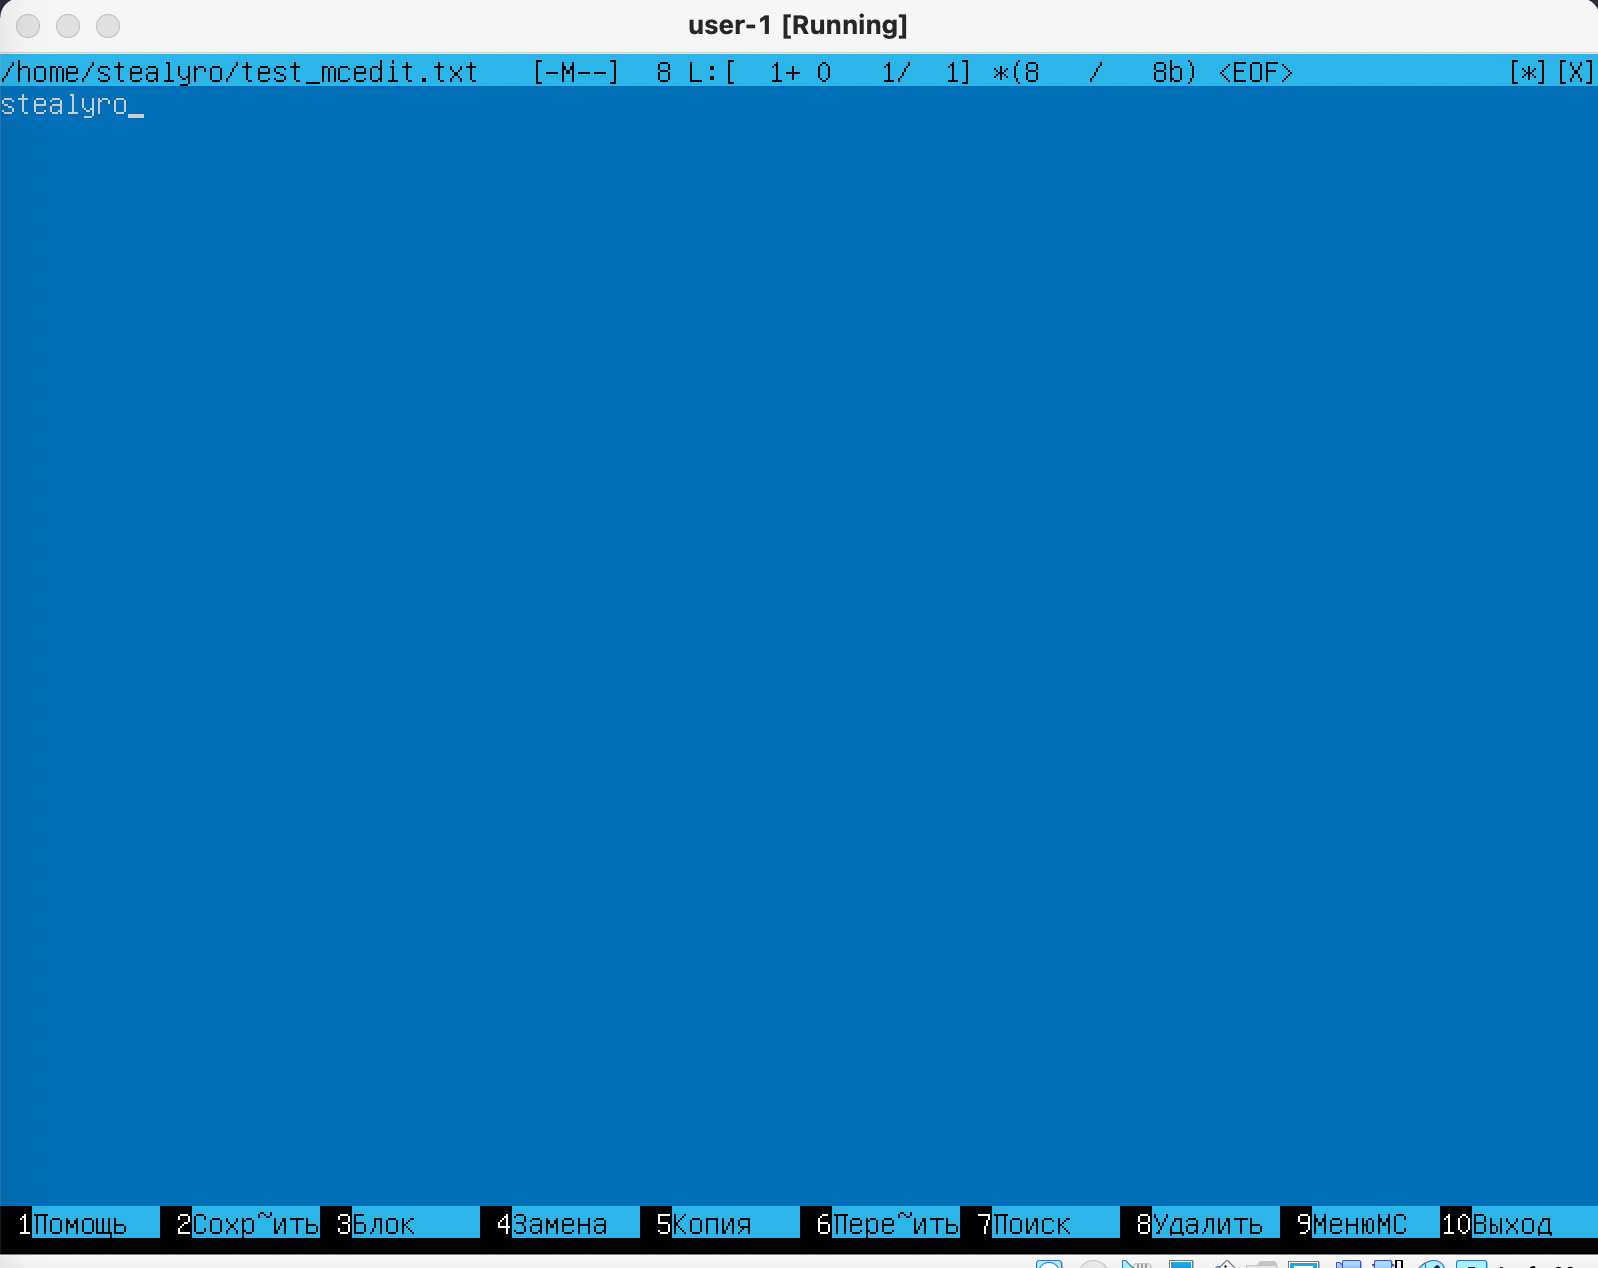 user-1 [Running]
/home/stealyro/test_mcedit.txt [-M--] 8 L:[ 1+ 0 1/ 1] *(8 / 8b) <EOF> [*][X]
stealyro_
1Помощь 2Сохр~ить 3Блок 4Замена 5Копия 6Пере~ить 7Поиск 8Удалить 9МенюMC 10Выход